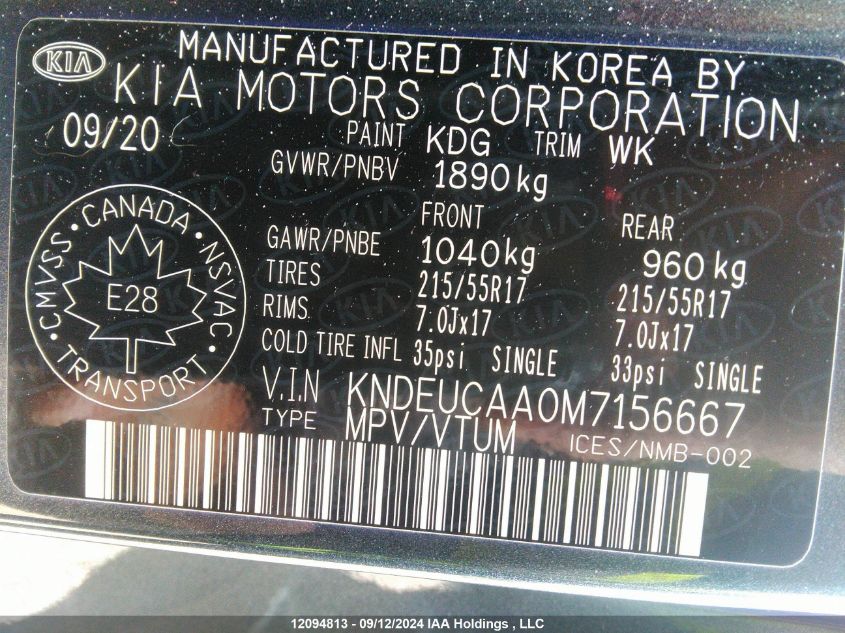 KIA
MANUFACTURED IN KOREA BY
KIA MOTORS CORPORATION
09/20
PAINT KDG TRIM WK
GVWR/PNBV 1890kg
FRONT REAR
GAWR/PNBE 1040kg 960kg
TIRES 215/55R17 215/55R17
RIMS 7.0Jx17 7.0Jx17
COLD TIRE INFL 35psi SINGLE 33psi SINGLE
V.I.N KNDEUCAA0M7156667
TYPE MPV/VTUM ICES/NMB-002
CMVSS • CANADA • NSVAC • TRANSPORT •
E28
12094813 - 09/12/2024 IAA Holdings , LLC